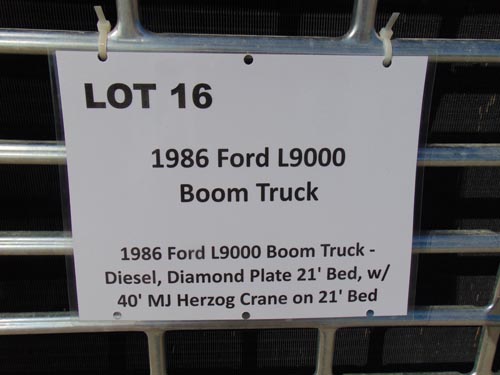 LOT 16
1986 Ford L9000
Boom Truck
1986 Ford L9000 Boom Truck -
Diesel, Diamond Plate 21' Bed, w/
40' MJ Herzog Crane on 21' Bed